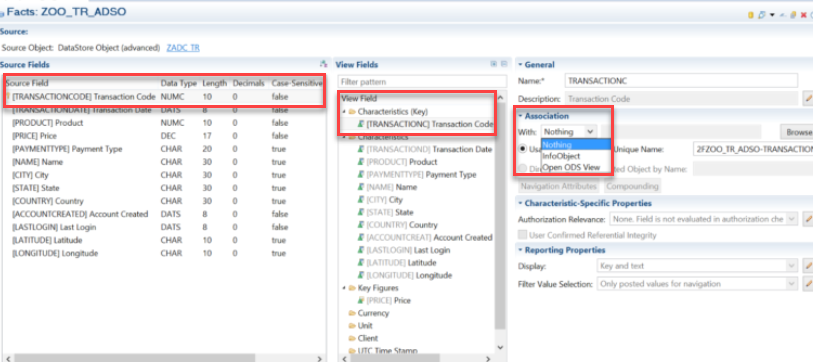 Facts: ZOO_TR_ADSO
Source:
Source Object: DataStore Object (advanced) ZADC_TR
Source Fields
Source Field Data Type Length Decimals Case-Sensitive
[TRANSACTIONCODE] Transaction Code NUMC 10 0 false
[TRANSACTIONDATE] Transaction Date DATS 8 0 false
[PRODUCT] Product NUMC 10 0 false
[PRICE] Price DEC 17 0 false
[PAYMENTTYPE] Payment Type CHAR 20 0 true
[NAME] Name CHAR 30 0 true
[CITY] City CHAR 30 0 true
[STATE] State CHAR 30 0 true
[COUNTRY] Country CHAR 30 0 true
[ACCOUNTCREATED] Account Created DATS 8 0 false
[LASTLOGIN] Last Login DATS 8 0 false
[LATITUDE] Latitude CHAR 10 0 true
[LONGITUDE] Longitude CHAR 10 0 true
View Fields
Filter pattern
View Field
Characteristics (Key)
[TRANSACTIONC] Transaction Code
Characteristics
[TRANSACTIOND] Transaction Date
[PRODUCT] Product
[PAYMENTTYPE] Payment Type
[NAME] Name
[CITY] City
[STATE] State
[COUNTRY] Country
[ACCOUNTCREAT] Account Created
[LASTLOGIN] Last Login
[LATITUDE] Latitude
[LONGITUDE] Longitude
Key Figures
[PRICE] Price
Currency
Unit
Client
UTC Time Stamp
General
Name:* TRANSACTIONC
Description: Transaction Code
Association
With: Nothing Browse
Nothing
InfoObject
Open ODS View
Unique Name: 2FZOO_TR_ADSO-TRANSACTION
Object by Name:
Navigation Attributes Compounding
Characteristic-Specific Properties
Authorization Relevance: None. Field is not evaluated in authorization che
User Confirmed Referential Integrity
Reporting Properties
Display: Key and text
Filter Value Selection: Only posted values for navigation